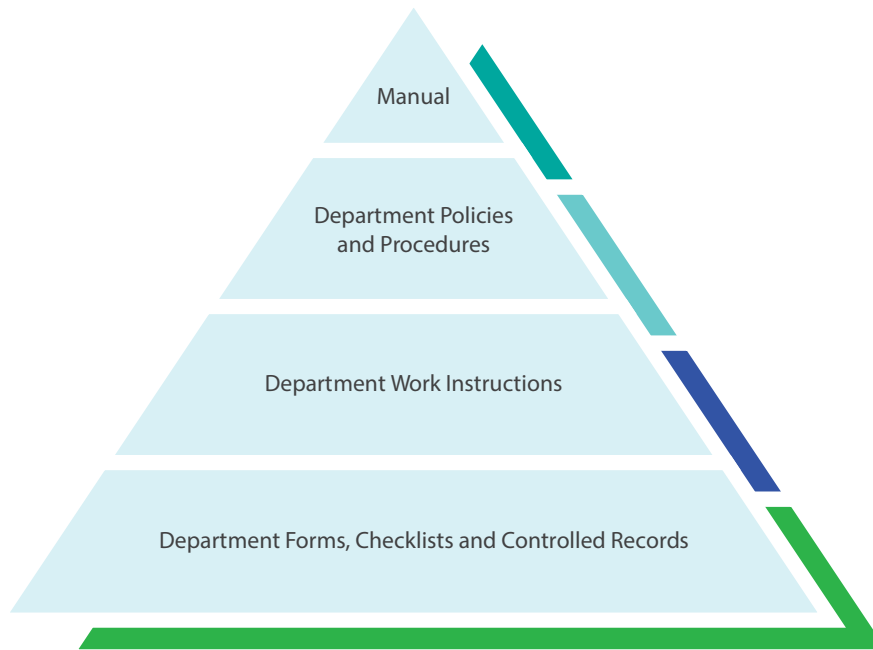 Manual
Department Policies
and Procedures
Department Work Instructions
Department Forms, Checklists and Controlled Records